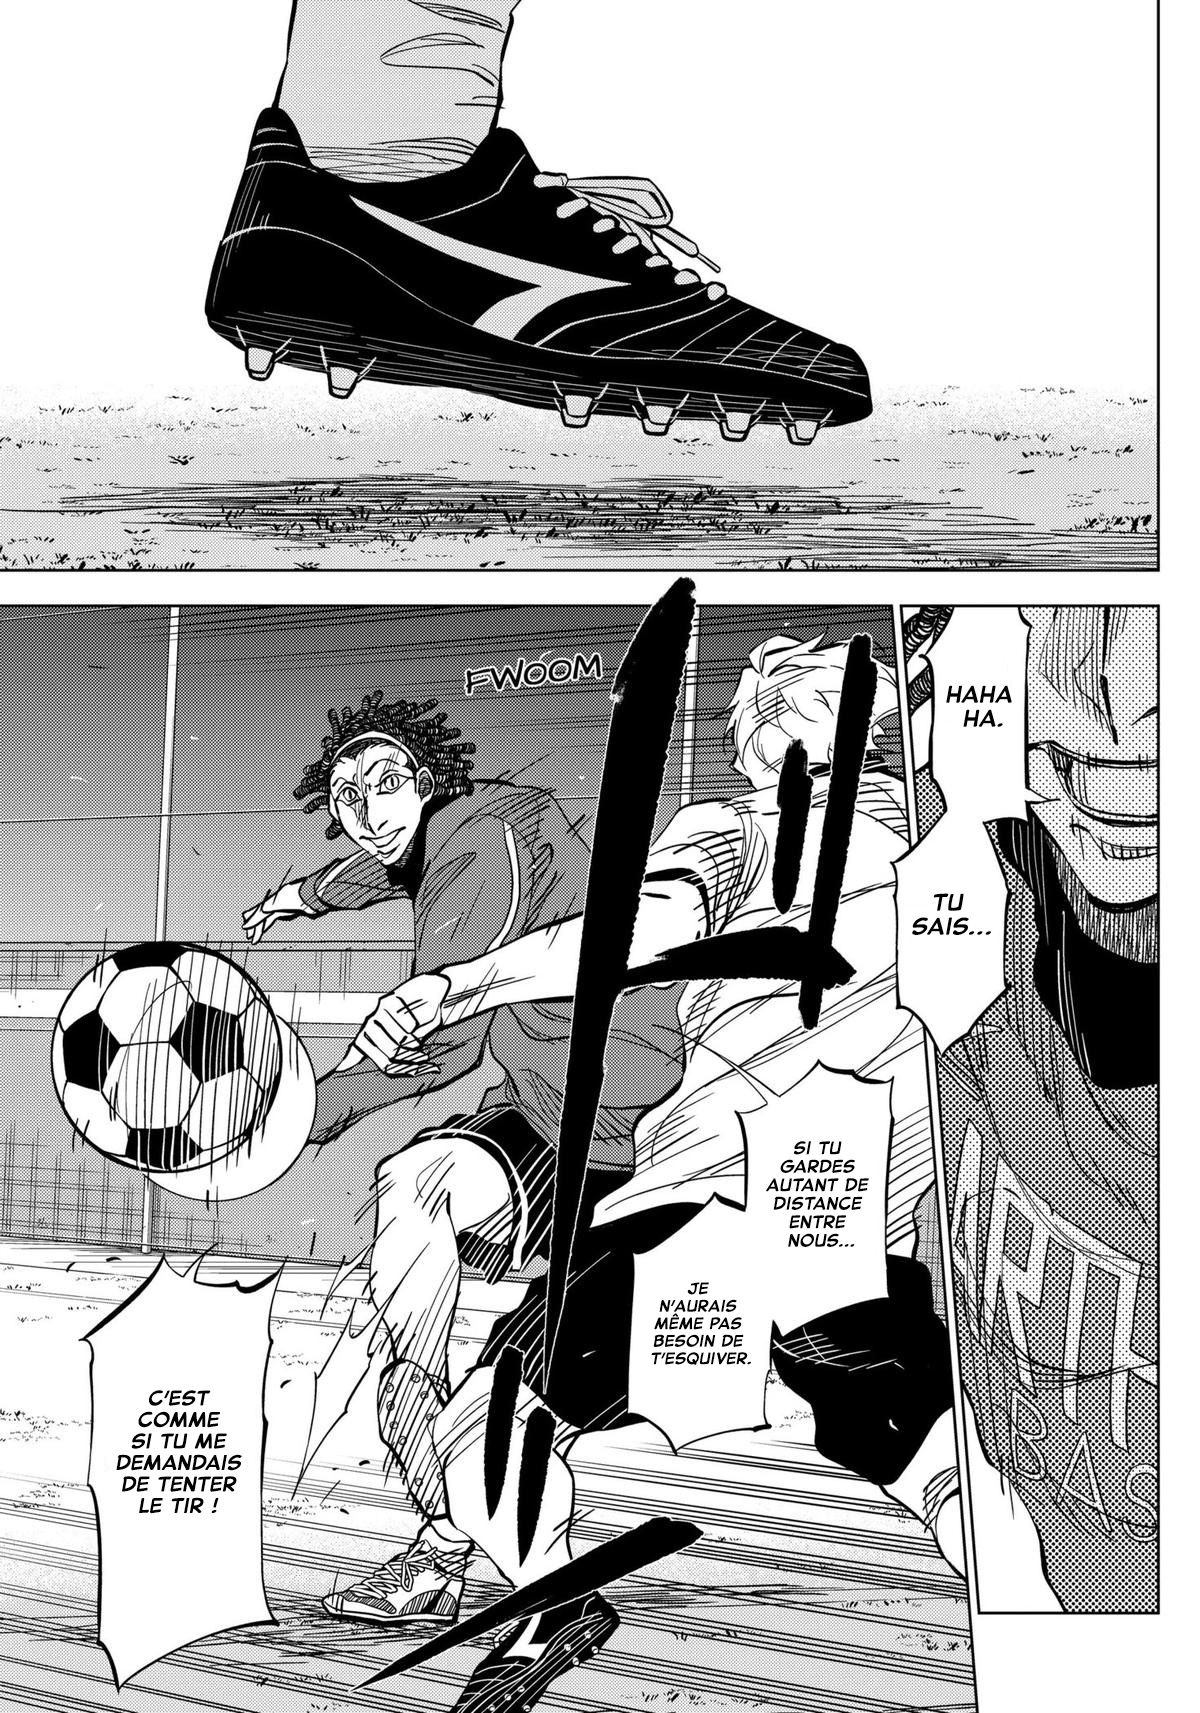 HAHA
HA.
TU
SAIS...
FWOOM
SI TU
GARDES
AUTANT DE
DISTANCE
ENTRE
NOUS...
JE
N'AURAIS
MÊME PAS
BESOIN DE
T'ESQUIVER.
C'EST
COMME
SI TU ME
DEMANDAIS
DE TENTER
LE TIR !